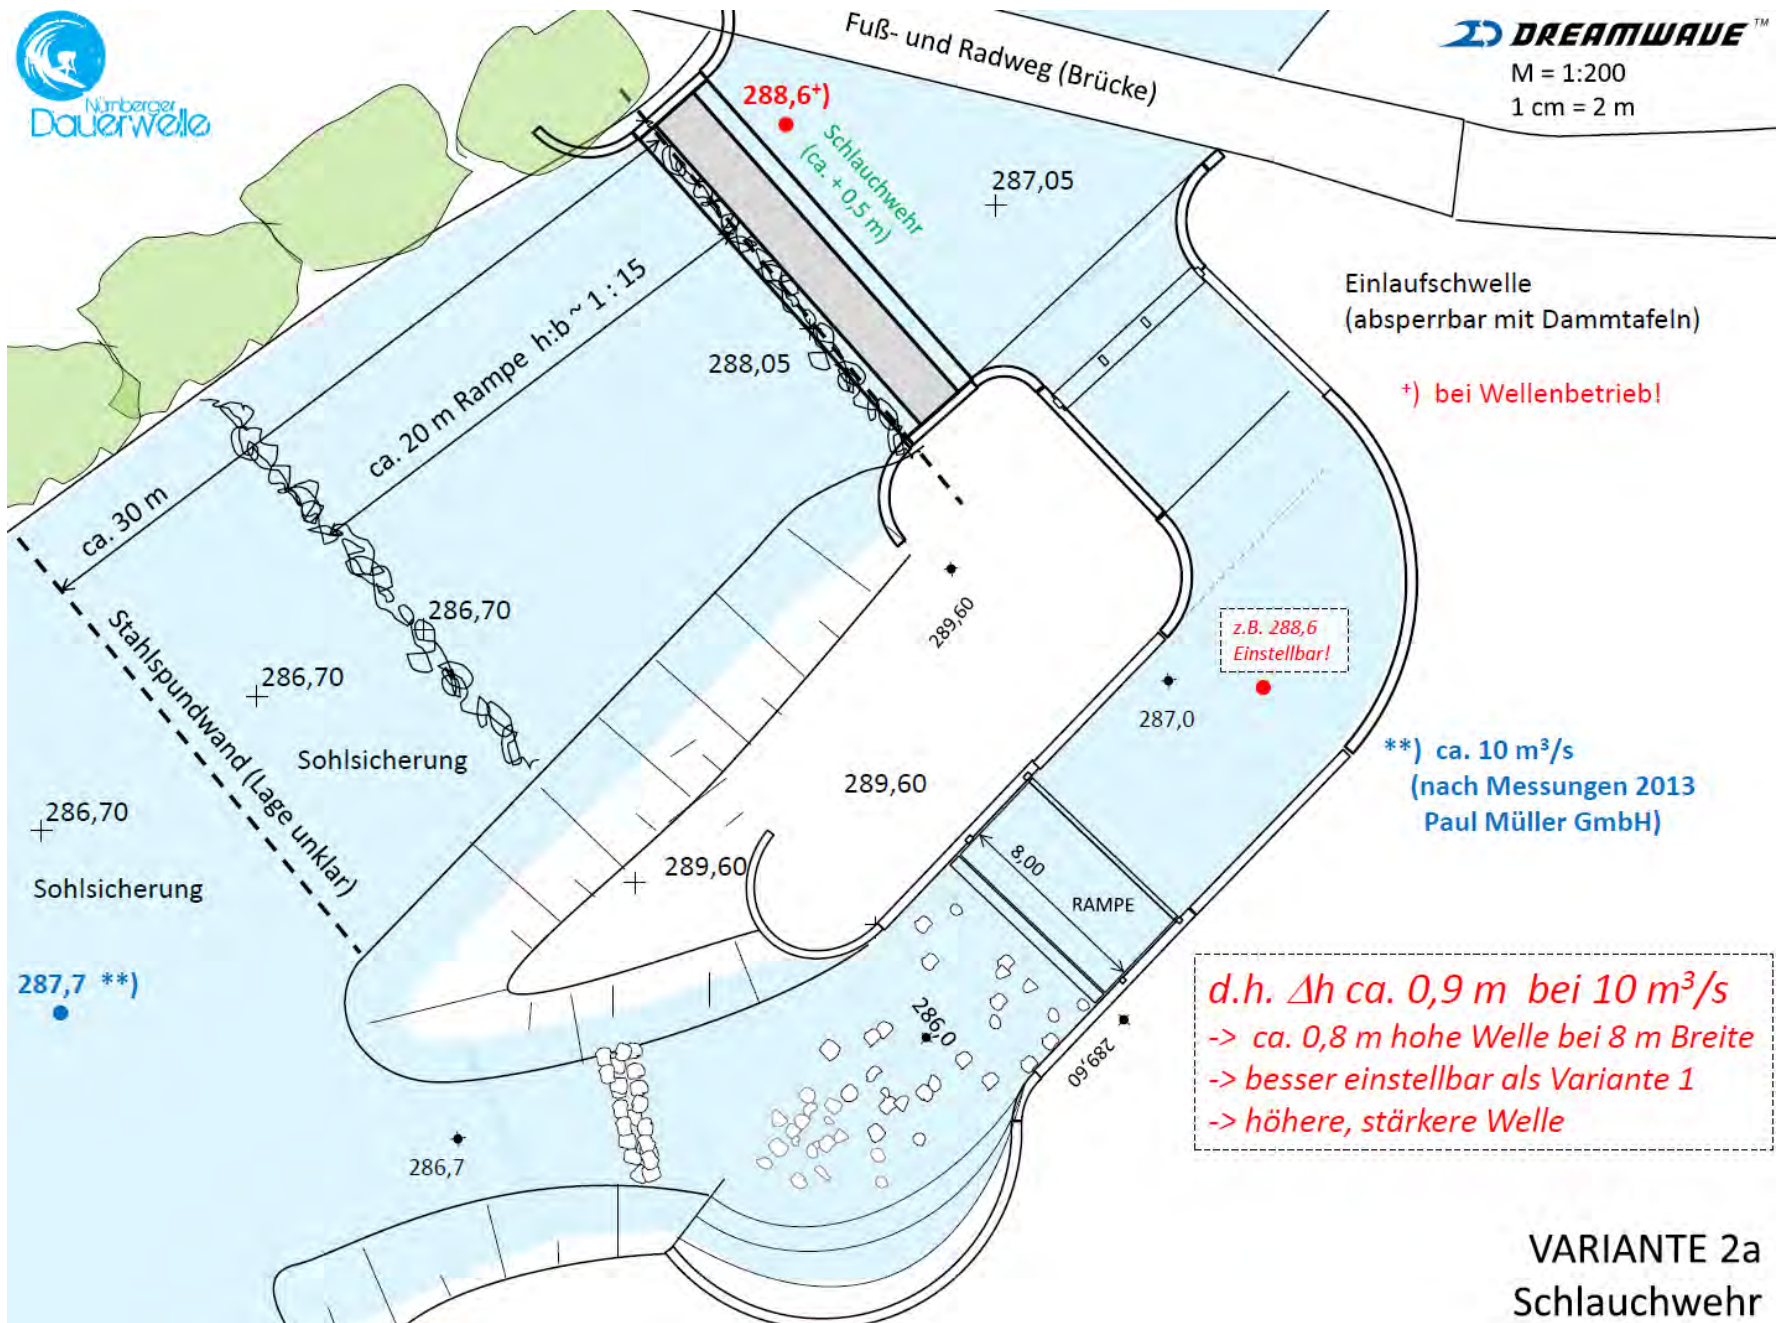 Nürnberger
Dauerwelle
Fuß- und Radweg (Brücke)
DREAMWAVE™
M = 1:200
1 cm = 2 m
288,6⁺)
Schlauchwehr
(ca. + 0,5 m)
287,05
Einlaufschwelle
(absperrbar mit Dammtafeln)
⁺) bei Wellenbetrieb!
ca. 20 m Rampe h:b ~ 1 : 15
288,05
ca. 30 m
286,70
286,70
289,60
z.B. 288,6
Einstellbar!
287,0
Stahlspundwand (Lage unklar)
Sohlsicherung
289,60
**) ca. 10 m³/s
(nach Messungen 2013
Paul Müller GmbH)
286,70
Sohlsicherung
289,60
8,00
RAMPE
287,7 **)
286,0
289,60
d.h. Δh ca. 0,9 m bei 10 m³/s
-> ca. 0,8 m hohe Welle bei 8 m Breite
-> besser einstellbar als Variante 1
-> höhere, stärkere Welle
286,7
VARIANTE 2a
Schlauchwehr